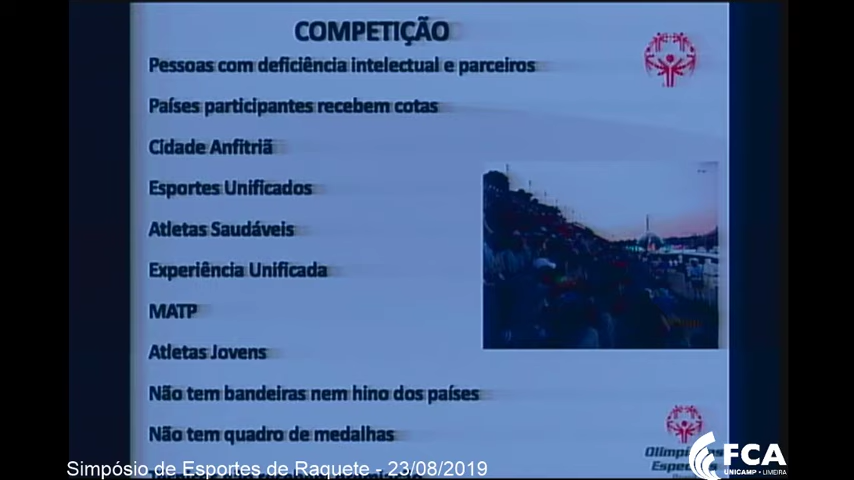 COMPETIÇÃO
Pessoas com deficiência intelectual e parceiros
Países participantes recebem cotas
Cidade Anfitriã
Esportes Unificados
Atletas Saudáveis
Experiência Unificada
MATP
Atletas Jovens
Não tem bandeiras nem hino dos países
Não tem quadro de medalhas
Simpósio de Esportes de Raquete - 23/08/2019
FCA
UNICAMP • LIMEIRA